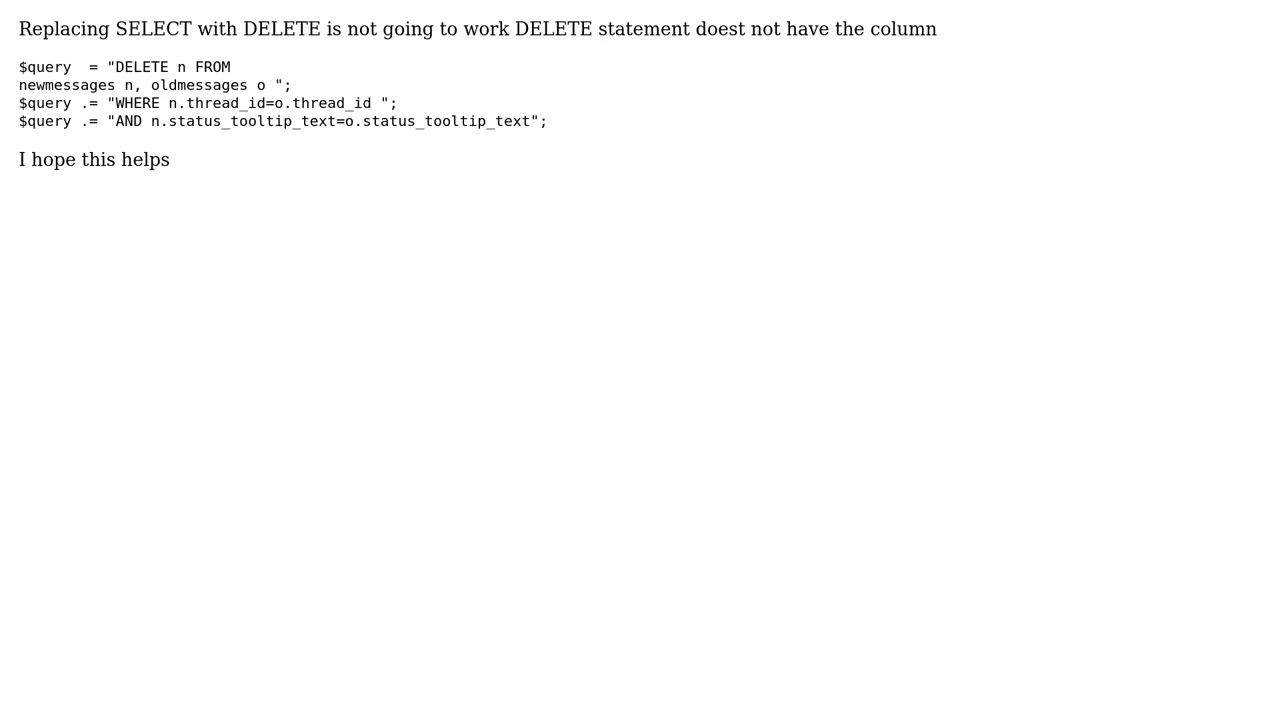 Replacing SELECT with DELETE is not going to work DELETE statement doest not have the column
$query  = "DELETE n FROM
newmessages n, oldmessages o ";
$query .= "WHERE n.thread_id=o.thread_id ";
$query .= "AND n.status_tooltip_text=o.status_tooltip_text";
I hope this helps